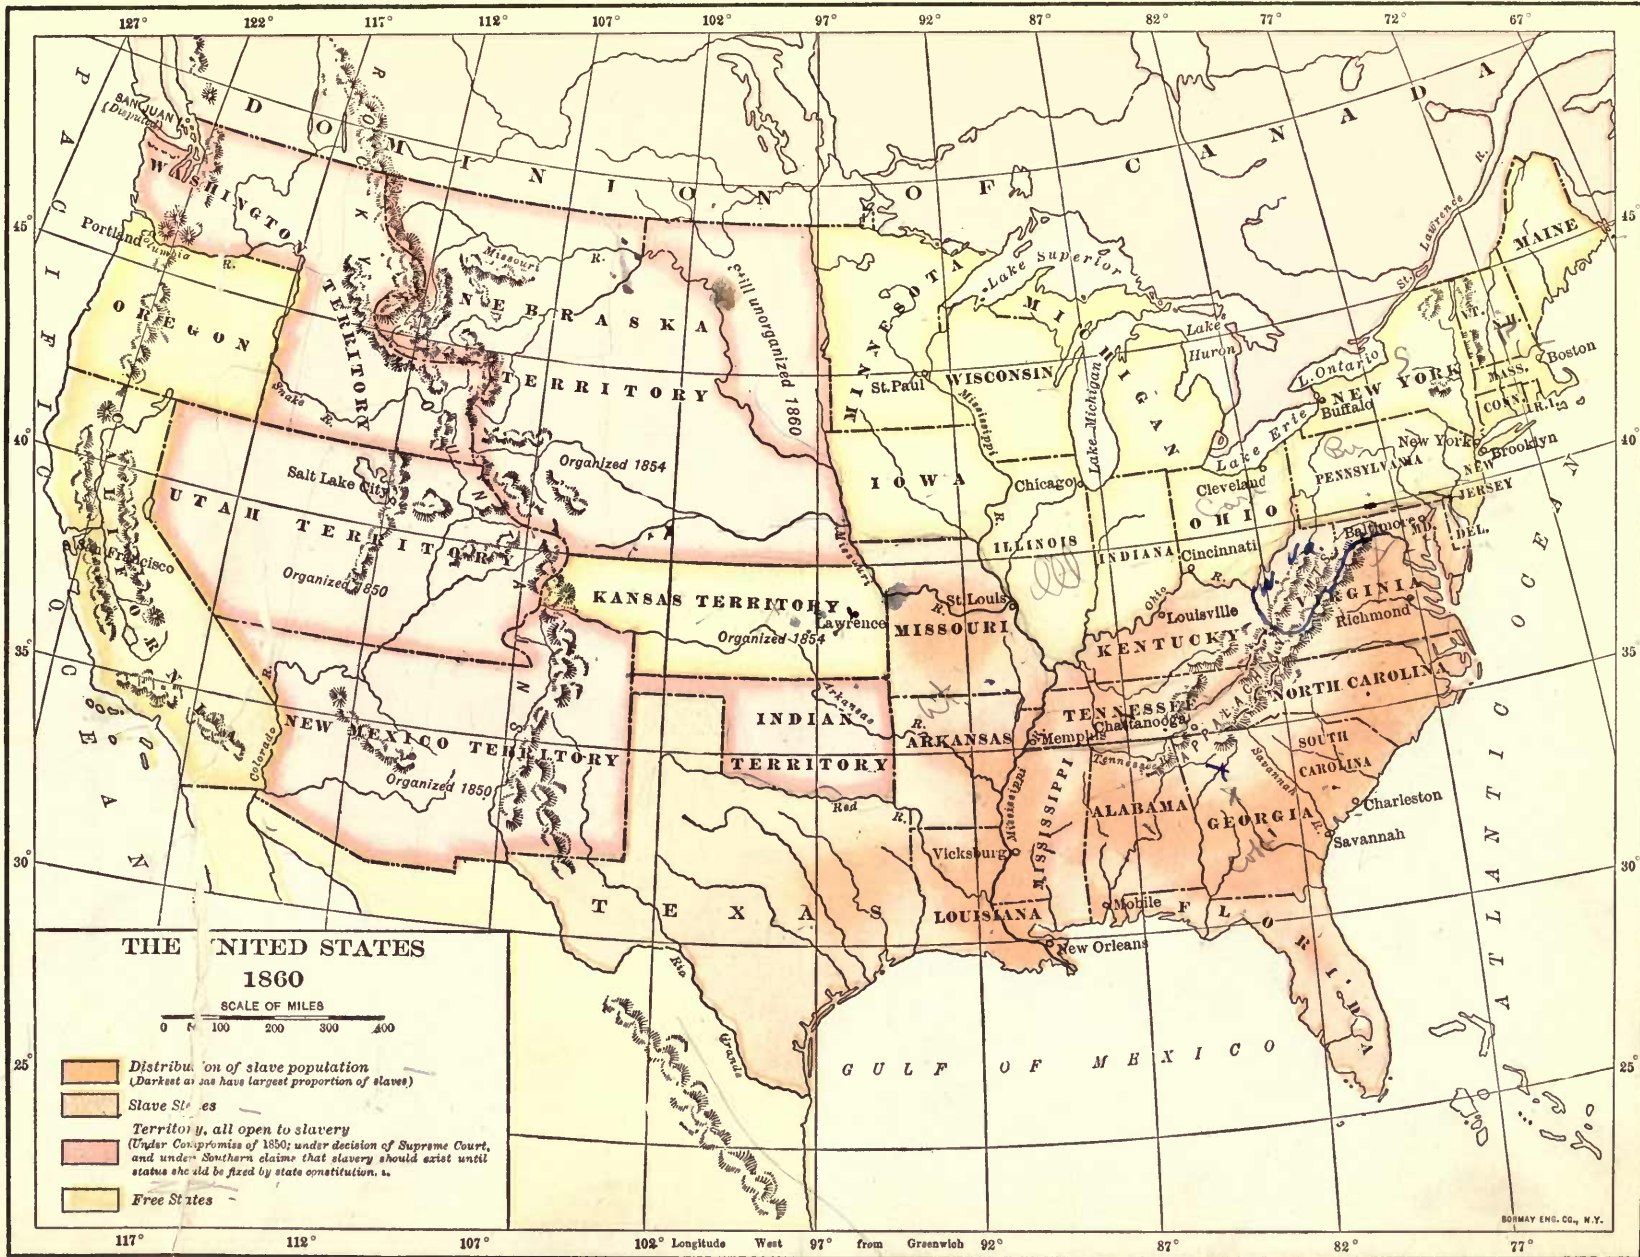 127° 122° 117° 112° 107° 102° 97° 92° 87° 82° 77° 72° 67°
DOMINION OF CANADA
PACIFIC OCEAN
ATLANTIC OCEAN
GULF OF MEXICO
ROCKY MOUNTAINS
APPALACHIAN
SAN JUAN
(Disputed)
WASHINGTON
TERRITORY
Portland
Columbia
R.
OREGON
Snake
R.
CALIFORNIA
San Francisco
Missouri
R.
NEBRASKA
TERRITORY
Still unorganized 1860
Organized 1854
Salt Lake City
UTAH TERRITORY
Organized 1850
KANSAS TERRITORY
Organized 1854
Lawrence
Missouri
NEW MEXICO TERRITORY
Organized 1850
Colorado
R.
INDIAN
TERRITORY
Arkansas
R.
Red
R.
TEXAS
Rio
Grande
MINNESOTA
St. Paul
WISCONSIN
Mississippi
R.
Lake Superior
MICHIGAN
Lake Michigan
Lake
Huron
L. Ontario
Lake Erie
St. Lawrence
R.
MAINE
VT.
N.H.
MASS.
Boston
CONN.
R.I.
NEW YORK
Buffalo
New York
Brooklyn
NEW
JERSEY
PENNSYLVANIA
DEL.
MD.
Baltimore
IOWA
Chicago
ILLINOIS
INDIANA
OHIO
Cleveland
Cincinnati
Ohio
R.
St. Louis
R.
MISSOURI
Louisville
KENTUCKY
VIRGINIA
Va.
Richmond
NORTH CAROLINA
TENNESSEE
Chattanooga
Memphis
Tennessee
R.
ARKANSAS
SOUTH
CAROLINA
Savannah
R.
Charleston
Savannah
GEORGIA
ALABAMA
MISSISSIPPI
Mississippi
Vicksburg
LOUISIANA
Mobile
New Orleans
FLORIDA
45° 45°
40° 40°
35° 35°
30° 30°
25° 25°
THE UNITED STATES
1860
SCALE OF MILES
0 100 200 300 400
Distribution of slave population
(Darkest areas have largest proportion of slaves)
Slave States
Territory, all open to slavery
(Under Compromise of 1850; under decision of Supreme Court,
and under Southern claims that slavery should exist until
status should be fixed by state constitution.
Free States
BORMAY ENG. CO., N.Y.
117° 112° 107° 102° Longitude West 97° from Greenwich 92° 87° 82° 77°